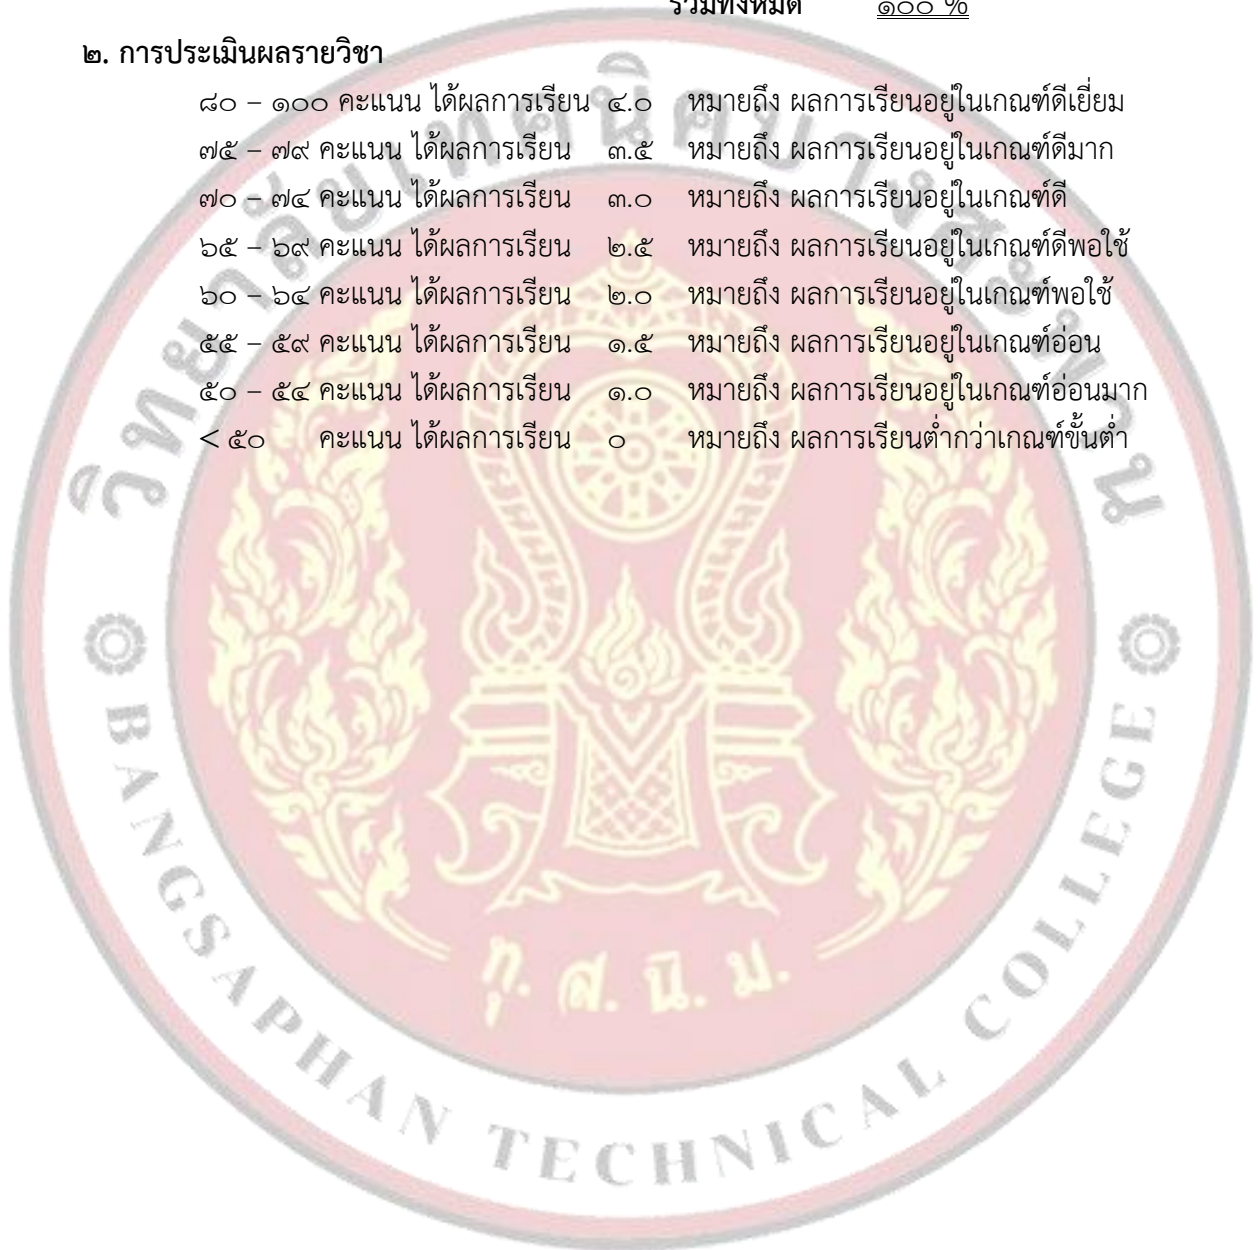 รวมทั้งหมด ๑๐๐ %
๒. การประเมินผลรายวิชา
๘๐ – ๑๐๐ คะแนน ได้ผลการเรียน ๔.๐ หมายถึง ผลการเรียนอยู่ในเกณฑ์ดีเยี่ยม
๗๕ – ๗๙ คะแนน ได้ผลการเรียน ๓.๕ หมายถึง ผลการเรียนอยู่ในเกณฑ์ดีมาก
๗๐ – ๗๔ คะแนน ได้ผลการเรียน ๓.๐ หมายถึง ผลการเรียนอยู่ในเกณฑ์ดี
๖๕ – ๖๙ คะแนน ได้ผลการเรียน ๒.๕ หมายถึง ผลการเรียนอยู่ในเกณฑ์ดีพอใช้
๖๐ – ๖๔ คะแนน ได้ผลการเรียน ๒.๐ หมายถึง ผลการเรียนอยู่ในเกณฑ์พอใช้
๕๕ – ๕๙ คะแนน ได้ผลการเรียน ๑.๕ หมายถึง ผลการเรียนอยู่ในเกณฑ์อ่อน
๕๐ – ๕๔ คะแนน ได้ผลการเรียน ๑.๐ หมายถึง ผลการเรียนอยู่ในเกณฑ์อ่อนมาก
< ๕๐ คะแนน ได้ผลการเรียน ๐ หมายถึง ผลการเรียนต่ำกว่าเกณฑ์ขั้นต่ำ
วิทยาลัยเทคนิคบางสะพาน
ทุ. ส. นิ. ม.
BANGSAPHAN TECHNICAL COLLEGE